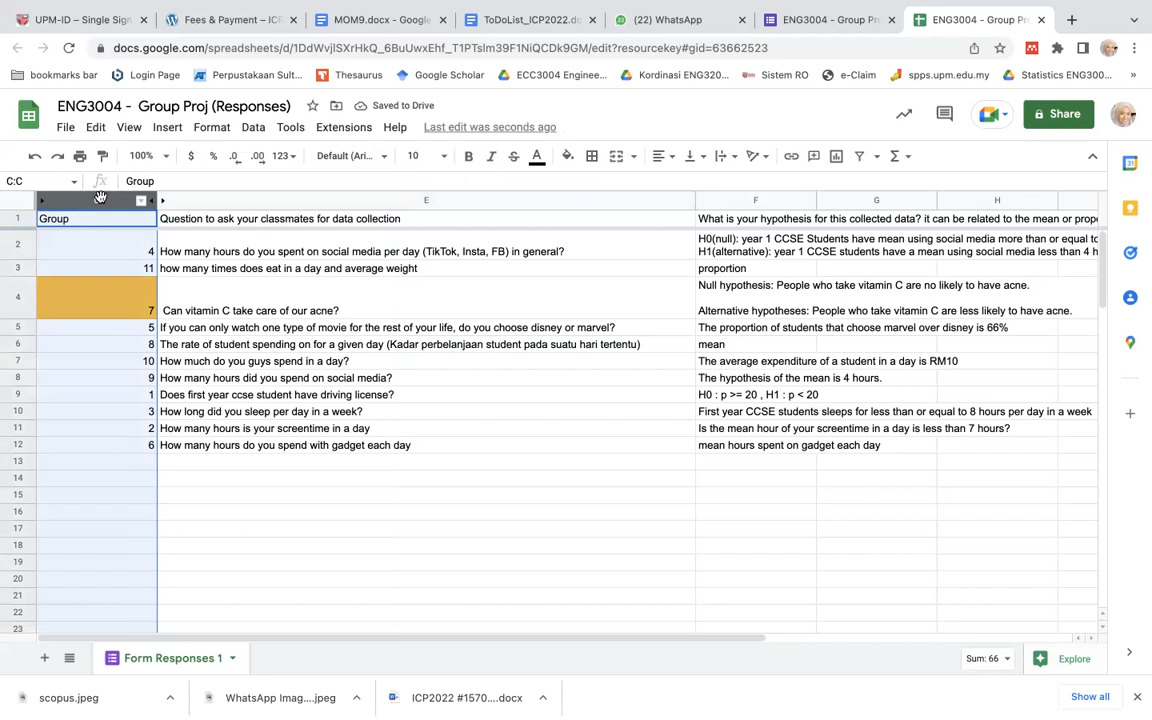 UPM-ID – Single Sign
Fees & Payment – IC
MOM9.docx - Google
ToDoList_ICP2022.do
(22) WhatsApp
ENG3004 - Group Pro
ENG3004 - Group Pro
docs.google.com/spreadsheets/d/1DdWvjlSXrHkQ_6BuUwxEhf_T1PTslm39F1NiQCDk9GM/edit?resourcekey#gid=63662523
bookmarks bar
Login Page
Perpustakaan Sult...
Thesaurus
Google Scholar
ECC3004 Enginee...
Kordinasi ENG320...
Sistem RO
e-Claim
spps.upm.edu.my
Statistics ENG300...
»
ENG3004 - Group Proj (Responses)
Saved to Drive
File Edit View Insert Format Data Tools Extensions Help Last edit was seconds ago
Share
100% $ % .0 .00 123 Default (Ari... 10 B I S A Σ
C:C fx Group
E F G H
1 Group Question to ask your classmates for data collection What is your hypothesis for this collected data? it can be related to the mean or prop
H0(null): year 1 CCSE Students have mean using social media more than or equal to
2 4 How many hours do you spent on social media per day (TikTok, Insta, FB) in general? H1(alternative): year 1 CCSE students have a mean using social media less than 4 h
3 11 how many times does eat in a day and average weight proportion
Null hypothesis: People who take vitamin C are no likely to have acne.
4 7 Can vitamin C take care of our acne? Alternative hypotheses: People who take vitamin C are less likely to have acne.
5 5 If you can only watch one type of movie for the rest of your life, do you choose disney or marvel? The proportion of students that choose marvel over disney is 66%
6 8 The rate of student spending on for a given day (Kadar perbelanjaan student pada suatu hari tertentu) mean
7 10 How much do you guys spend in a day? The average expenditure of a student in a day is RM10
8 9 How many hours did you spend on social media? The hypothesis of the mean is 4 hours.
9 1 Does first year ccse student have driving license? H0 : p >= 20 , H1 : p < 20
10 3 How long did you sleep per day in a week? First year CCSE students sleeps for less than or equal to 8 hours per day in a week
11 2 How many hours is your screentime in a day Is the mean hour of your screentime in a day is less than 7 hours?
12 6 How many hours do you spend with gadget each day mean hours spent on gadget each day
13
14
15
16
17
18
19
20
21
22
23
Form Responses 1
Sum: 66
Explore
scopus.jpeg
WhatsApp Imag....jpeg
ICP2022 #1570....docx
Show all